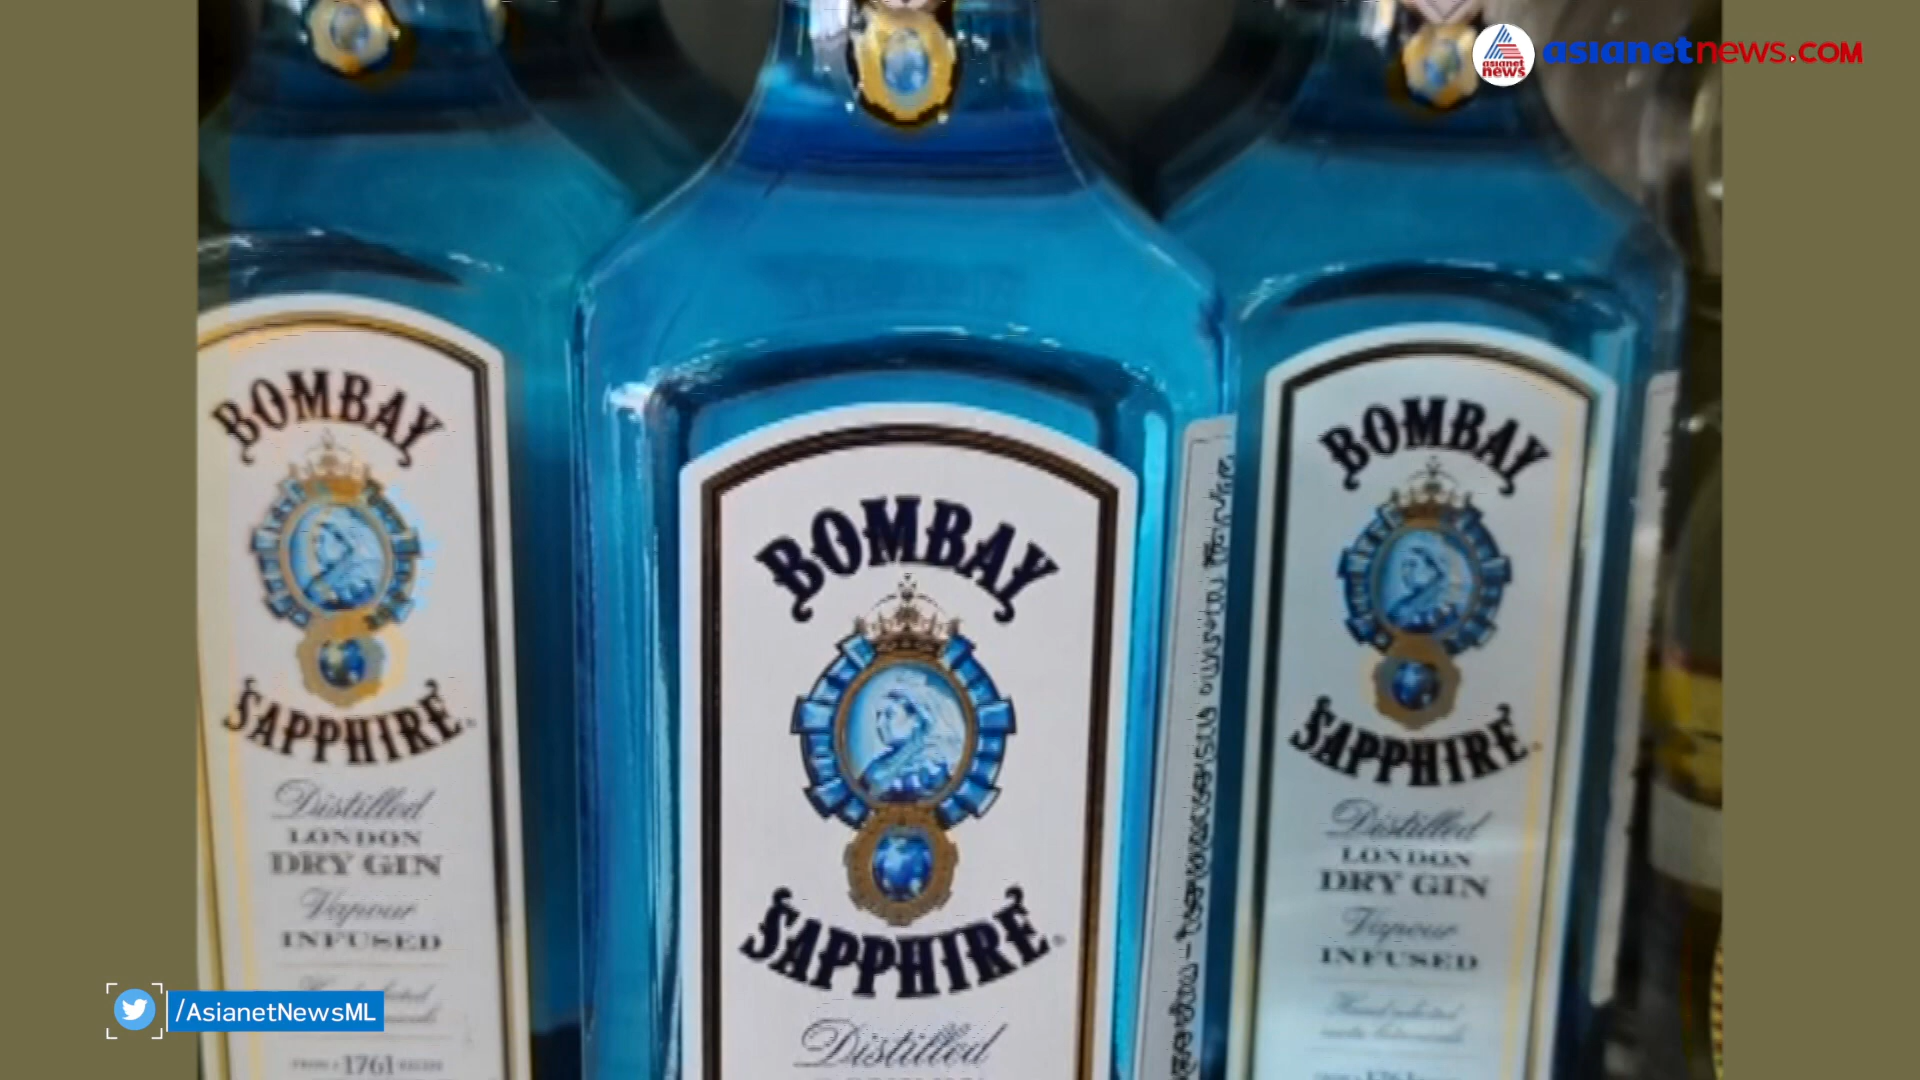 asianet
news
asianetnews.COM
BOMBAY
SAPPHIRE
Distilled
LONDON
DRY GIN
Vapour
INFUSED
1761
BOMBAY
SAPPHIRE
Distilled
BOMBAY
SAPPHIRE
Distilled
LONDON
DRY GIN
Vapour
INFUSED
/AsianetNewsML